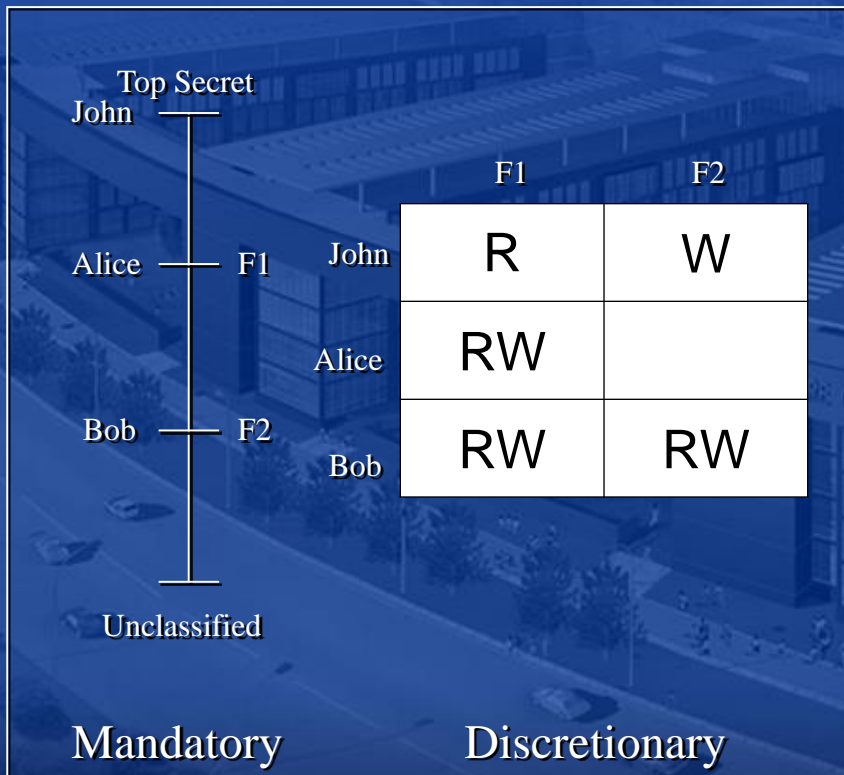 Top Secret
John
Alice F1
Bob F2
Unclassified
Mandatory
F1 F2
John R W
Alice RW
Bob RW RW
Discretionary